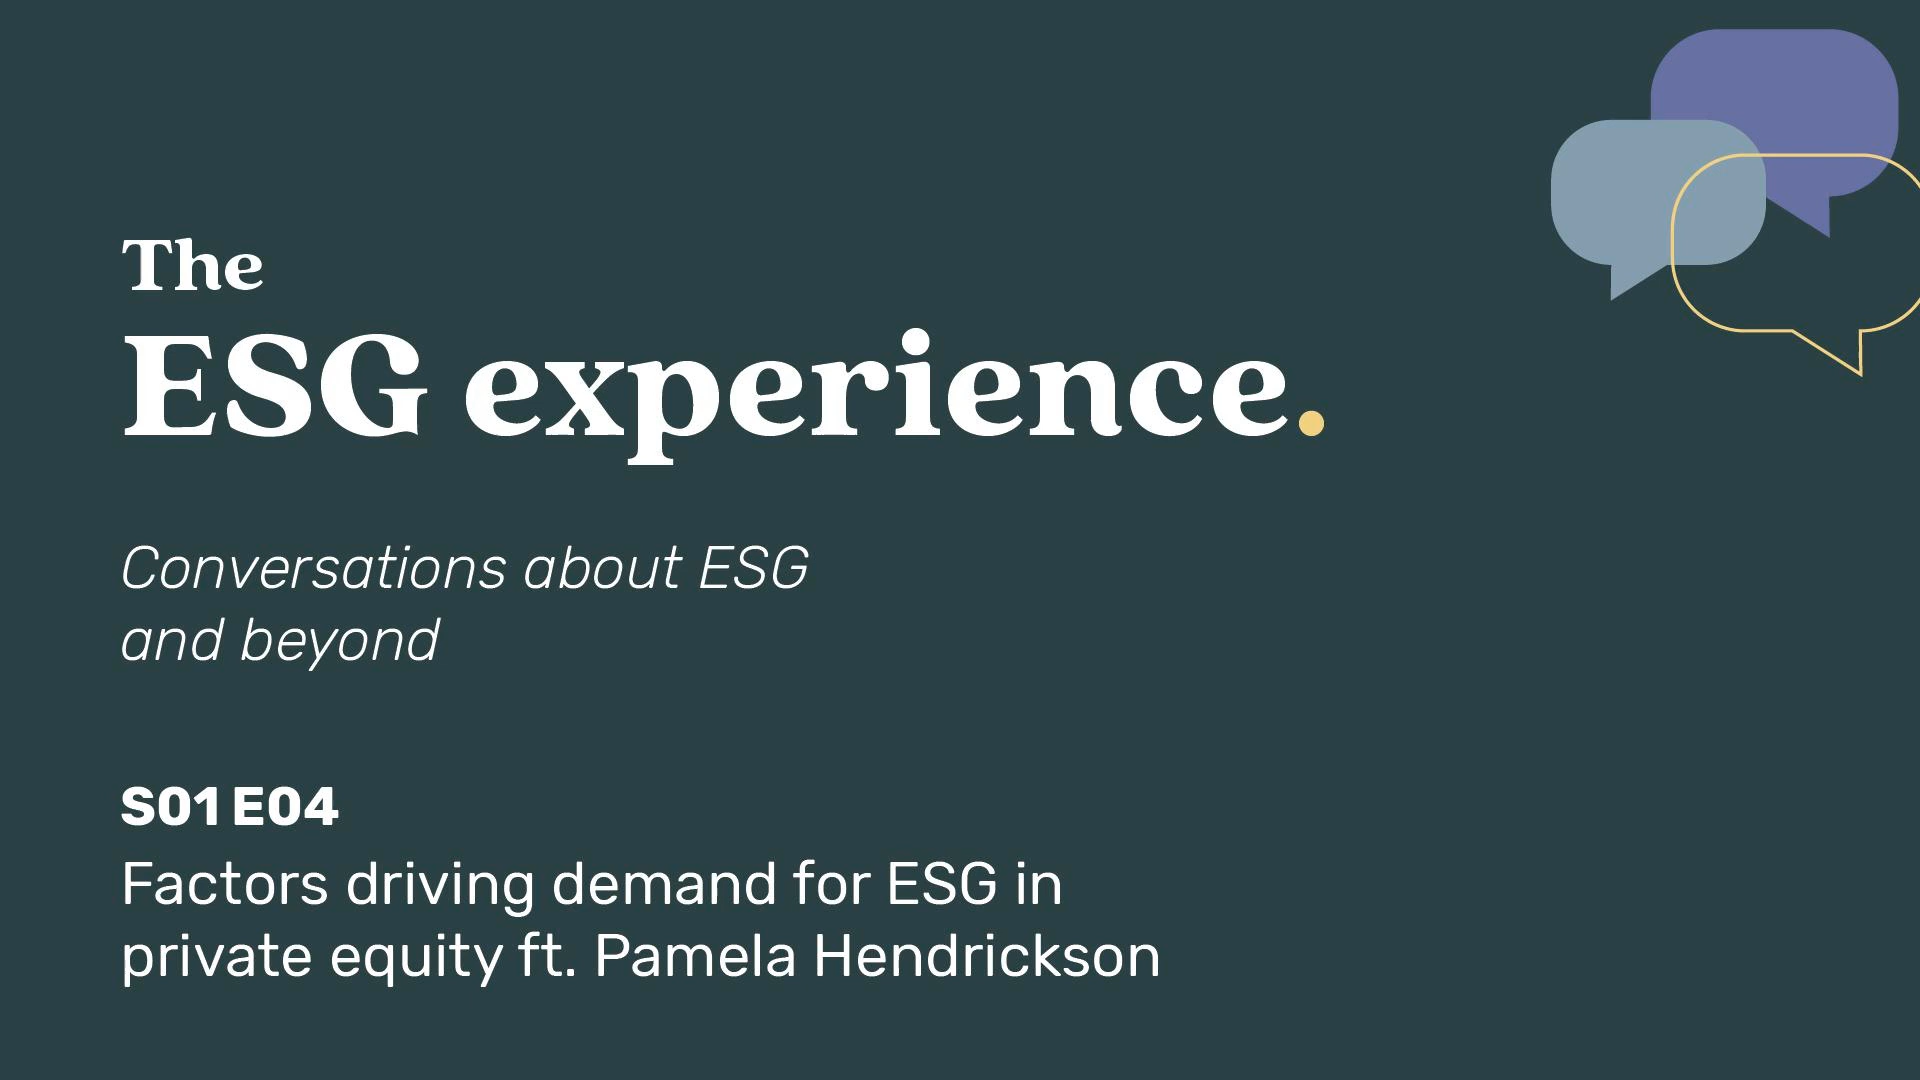 The
ESG experience.
Conversations about ESG
and beyond
S01 E04
Factors driving demand for ESG in
private equity ft. Pamela Hendrickson